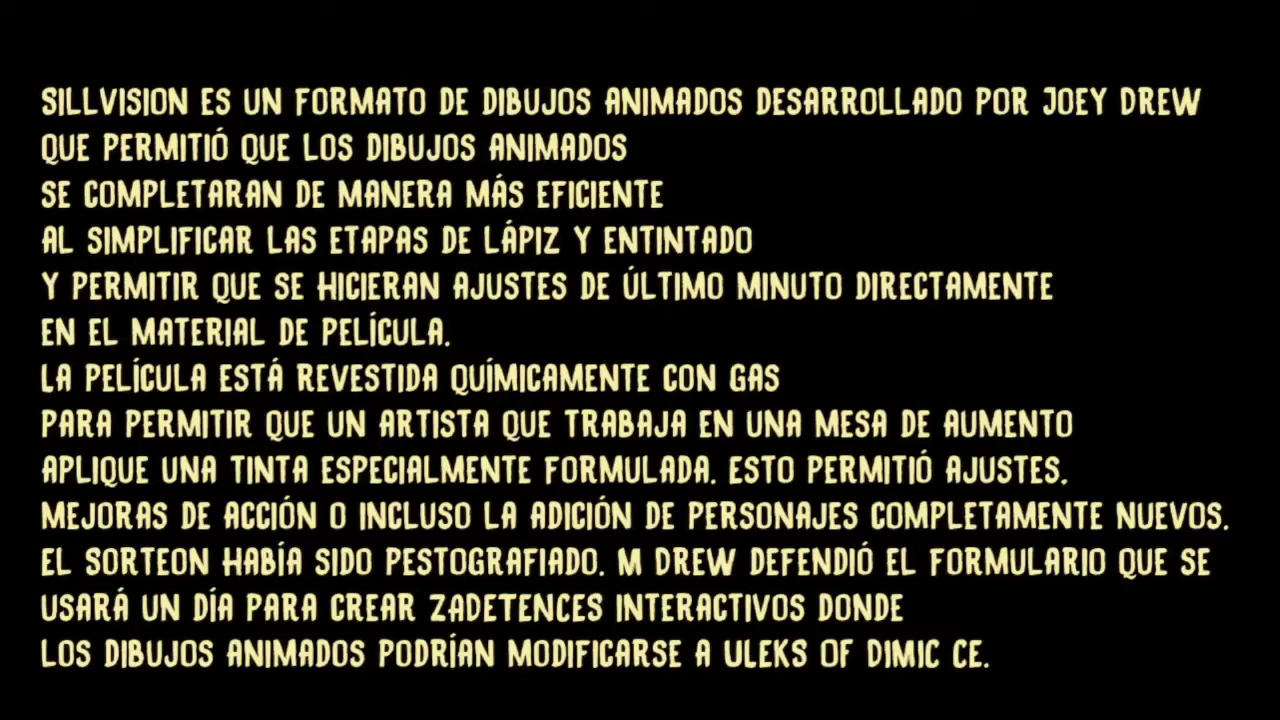 SILLVISION ES UN FORMATO DE DIBUJOS ANIMADOS DESARROLLADO POR JOEY DREW
QUE PERMITIÓ QUE LOS DIBUJOS ANIMADOS
SE COMPLETARAN DE MANERA MÁS EFICIENTE
AL SIMPLIFICAR LAS ETAPAS DE LÁPIZ Y ENTINTADO
Y PERMITIR QUE SE HICIERAN AJUSTES DE ÚLTIMO MINUTO DIRECTAMENTE
EN EL MATERIAL DE PELÍCULA.
LA PELÍCULA ESTÁ REVESTIDA QUÍMICAMENTE CON GAS
PARA PERMITIR QUE UN ARTISTA QUE TRABAJA EN UNA MESA DE AUMENTO
APLIQUE UNA TINTA ESPECIALMENTE FORMULADA. ESTO PERMITIÓ AJUSTES,
MEJORAS DE ACCIÓN O INCLUSO LA ADICIÓN DE PERSONAJES COMPLETAMENTE NUEVOS.
EL SORTEON HABÍA SIDO PESTOGRAFIADO. M DREW DEFENDIÓ EL FORMULARIO QUE SE
USARÁ UN DÍA PARA CREAR ZADETENCES INTERACTIVOS DONDE
LOS DIBUJOS ANIMADOS PODRÍAN MODIFICARSE A ULEKS OF DIMIC CE.